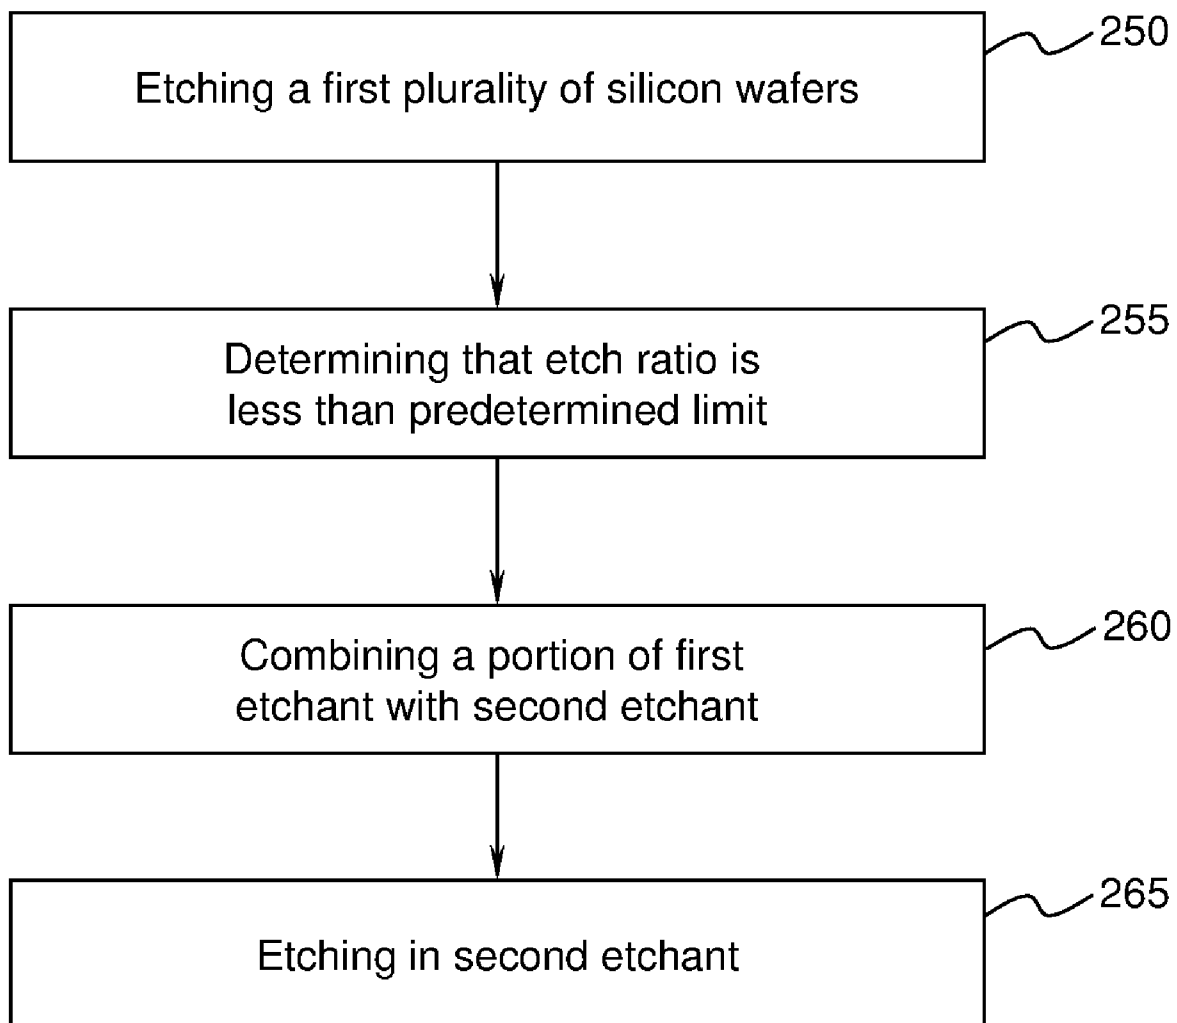 250
Etching a first plurality of silicon wafers
255
Determining that etch ratio is
less than predetermined limit
260
Combining a portion of first
etchant with second etchant
265
Etching in second etchant